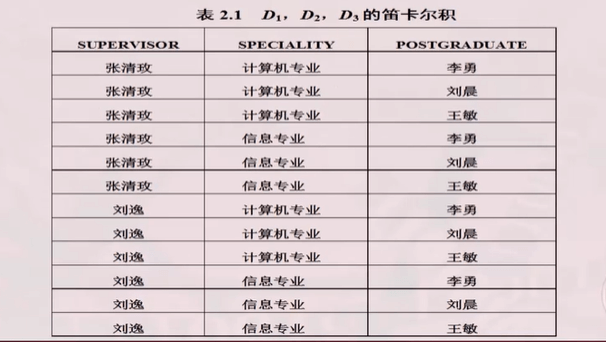 表 2.1 D1，D2，D3的笛卡尔积
SUPERVISOR SPECIALITY POSTGRADUATE
张清玫 计算机专业 李勇
张清玫 计算机专业 刘晨
张清玫 计算机专业 王敏
张清玫 信息专业 李勇
张清玫 信息专业 刘晨
张清玫 信息专业 王敏
刘逸 计算机专业 李勇
刘逸 计算机专业 刘晨
刘逸 计算机专业 王敏
刘逸 信息专业 李勇
刘逸 信息专业 刘晨
刘逸 信息专业 王敏